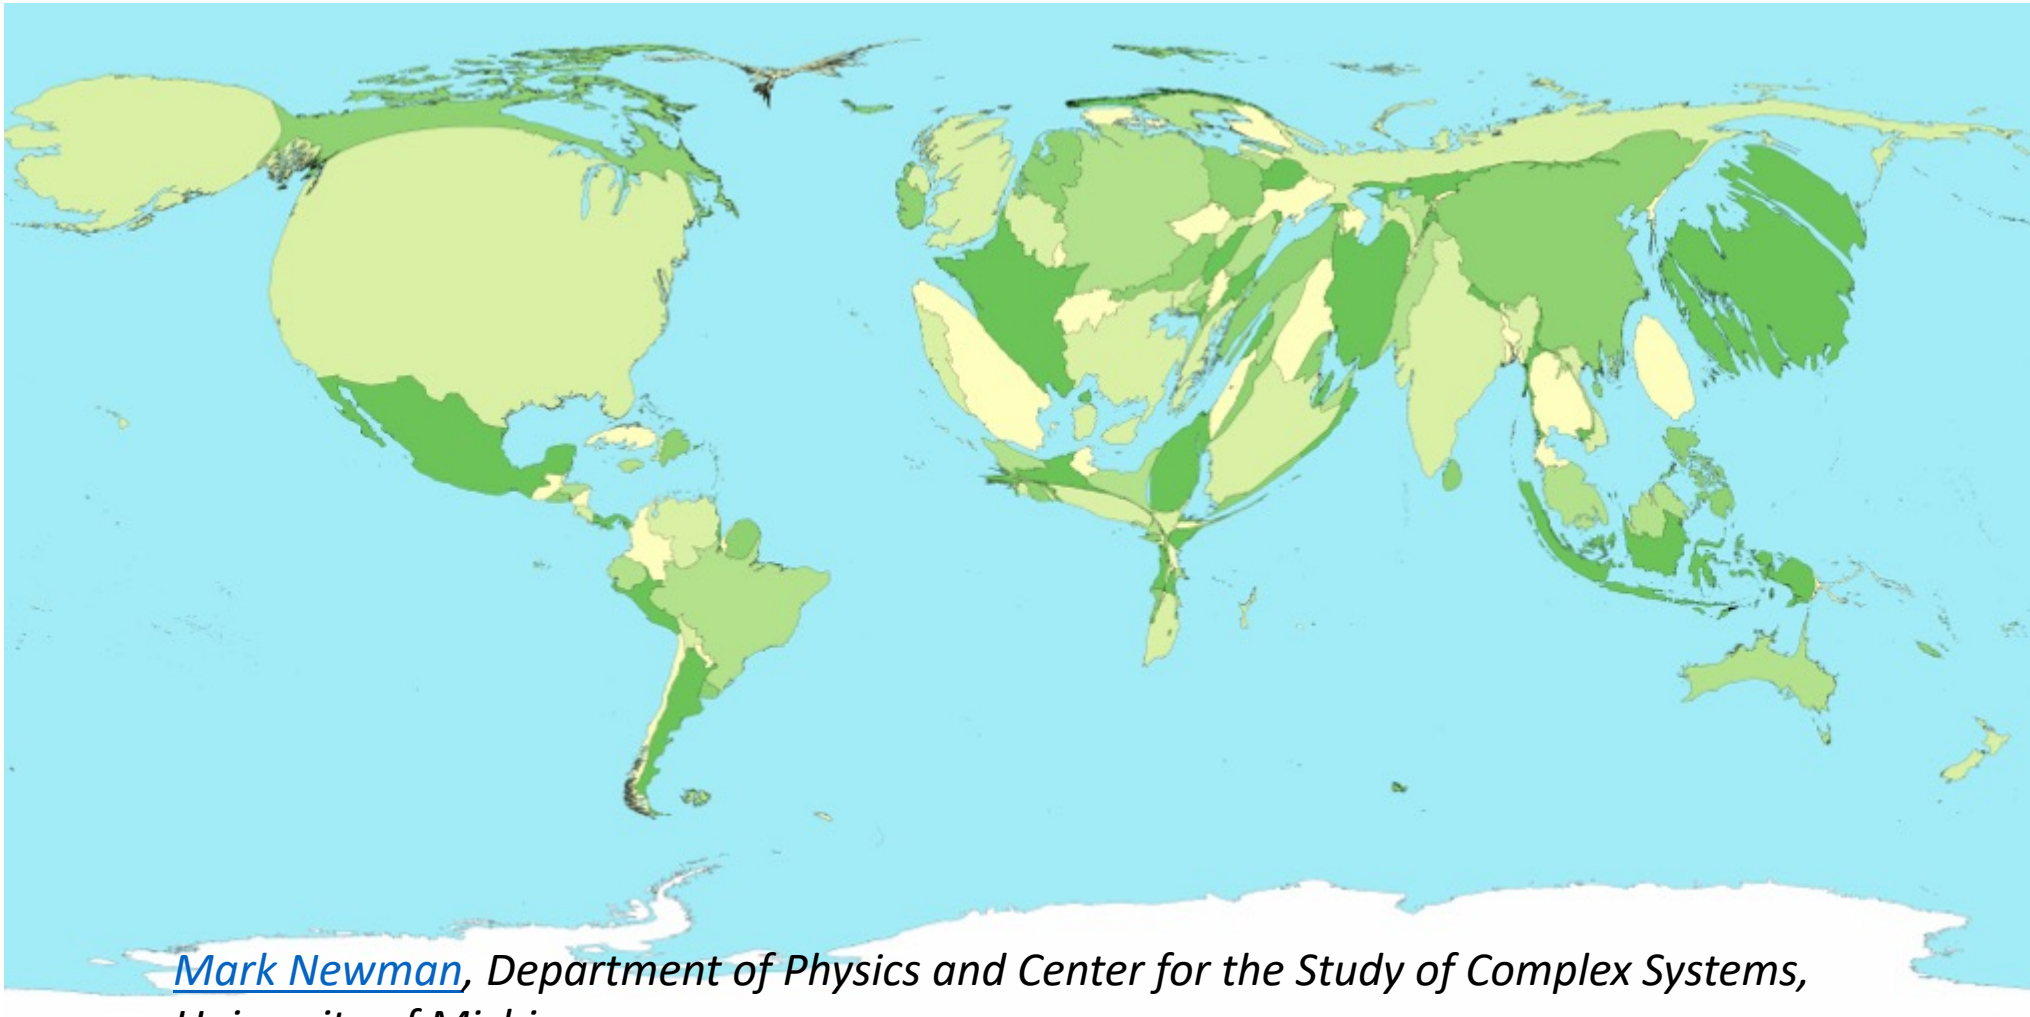 Mark Newman, Department of Physics and Center for the Study of Complex Systems,